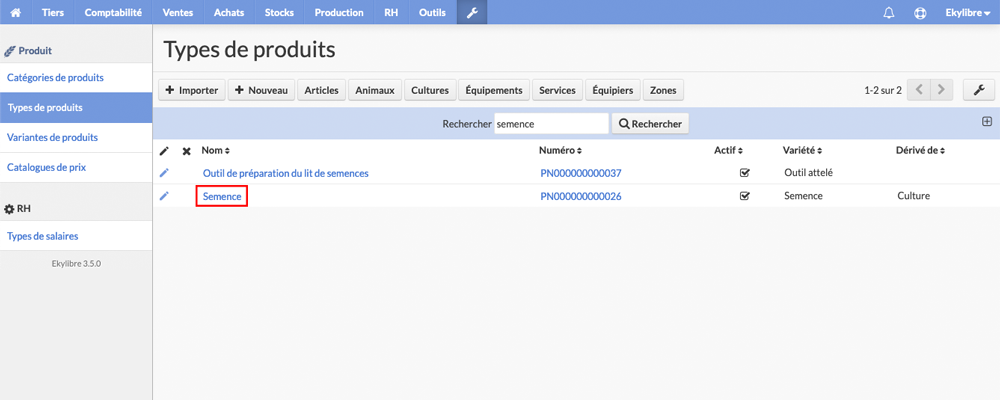 Tiers Comptabilité Ventes Achats Stocks Production RH Outils Ekylibre
Produit
Catégories de produits
Types de produits
Variantes de produits
Catalogues de prix
RH
Types de salaires
Ekylibre 3.5.0
Types de produits
Importer Nouveau Articles Animaux Cultures Équipements Services Équipiers Zones 1-2 sur 2
Rechercher semence Rechercher
Nom Numéro Actif Variété Dérivé de
Outil de préparation du lit de semences PN000000000037 Outil attelé
Semence PN000000000026 Semence Culture